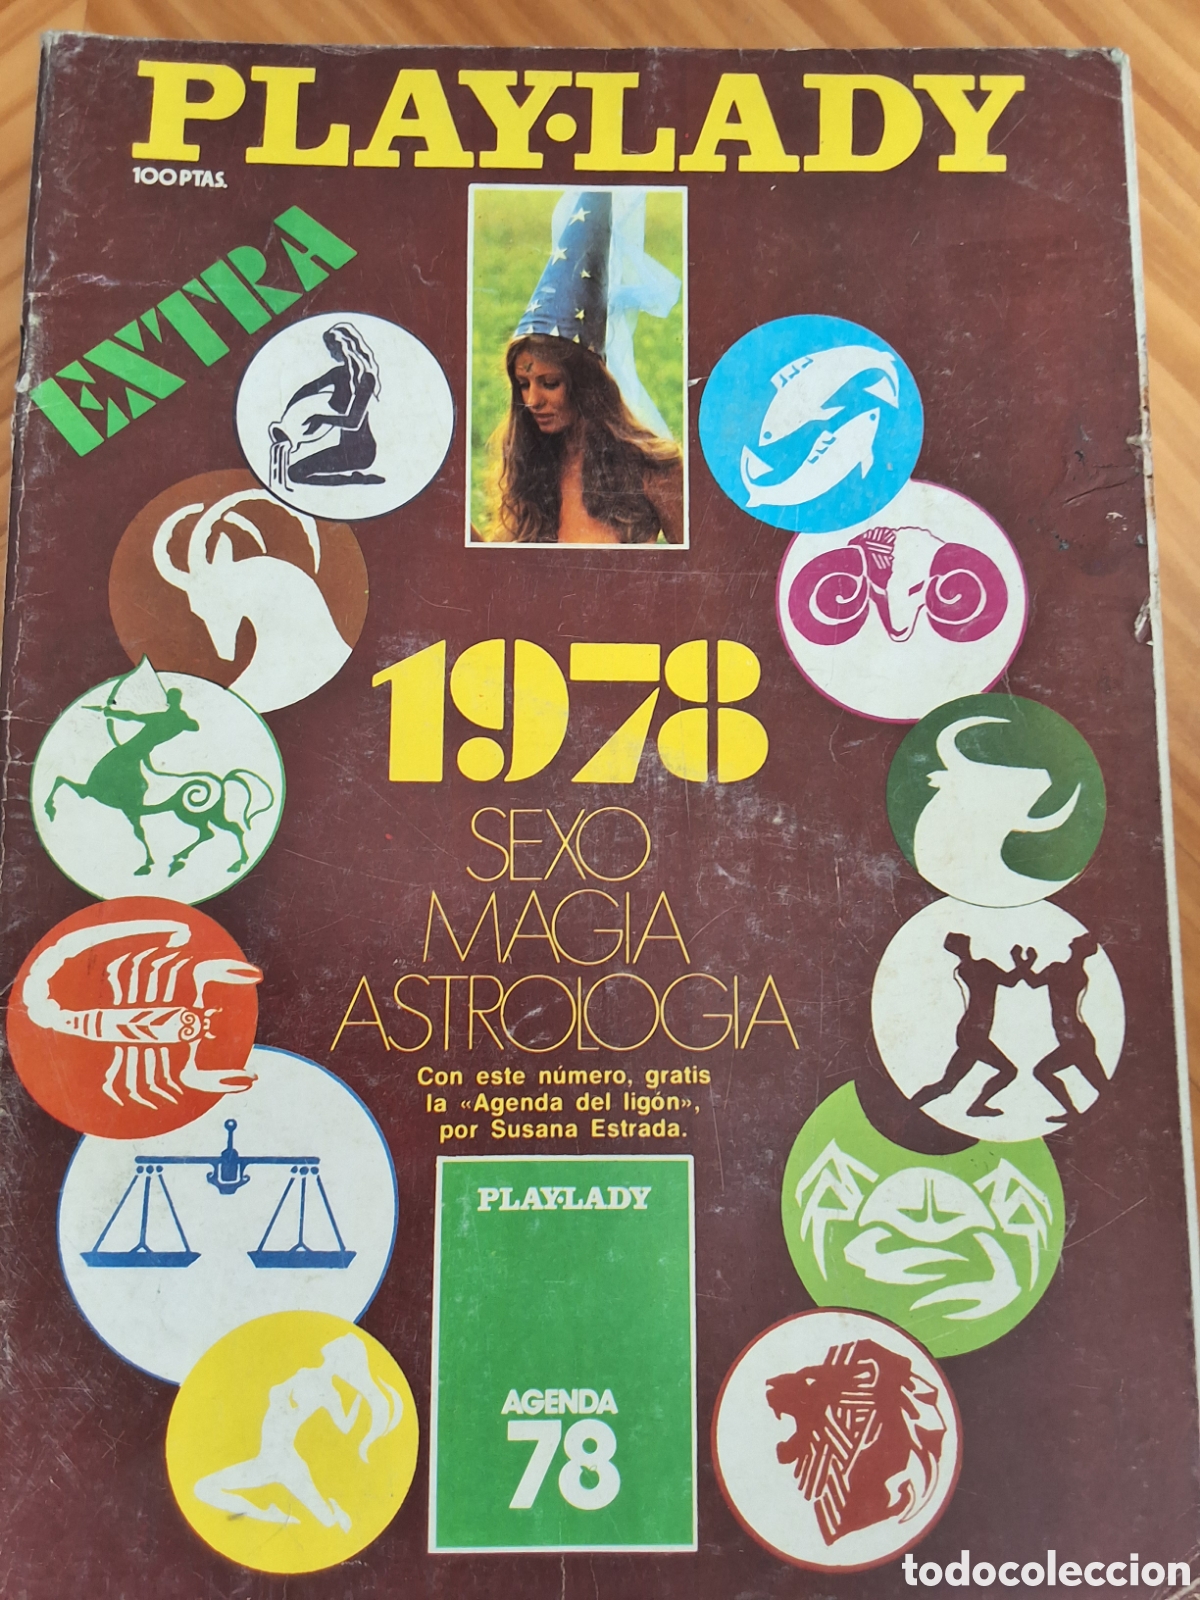 PLAY·LADY
100 PTAS.
EXTRA
1978
SEXO
MAGIA
ASTROLOGIA
Con este número, gratis
la «Agenda del ligón»,
por Susana Estrada.
PLAY·LADY
AGENDA
78
todocoleccion